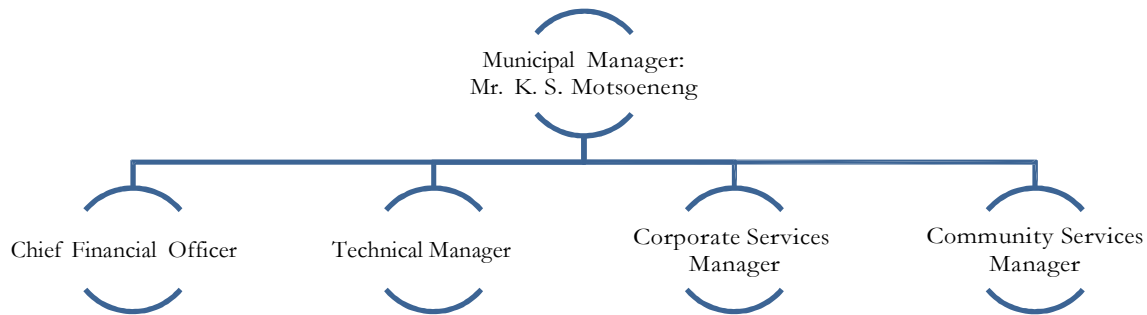 Municipal Manager:
Mr. K. S. Motsoeneng
Chief Financial Officer
Technical Manager
Corporate Services
Manager
Community Services
Manager